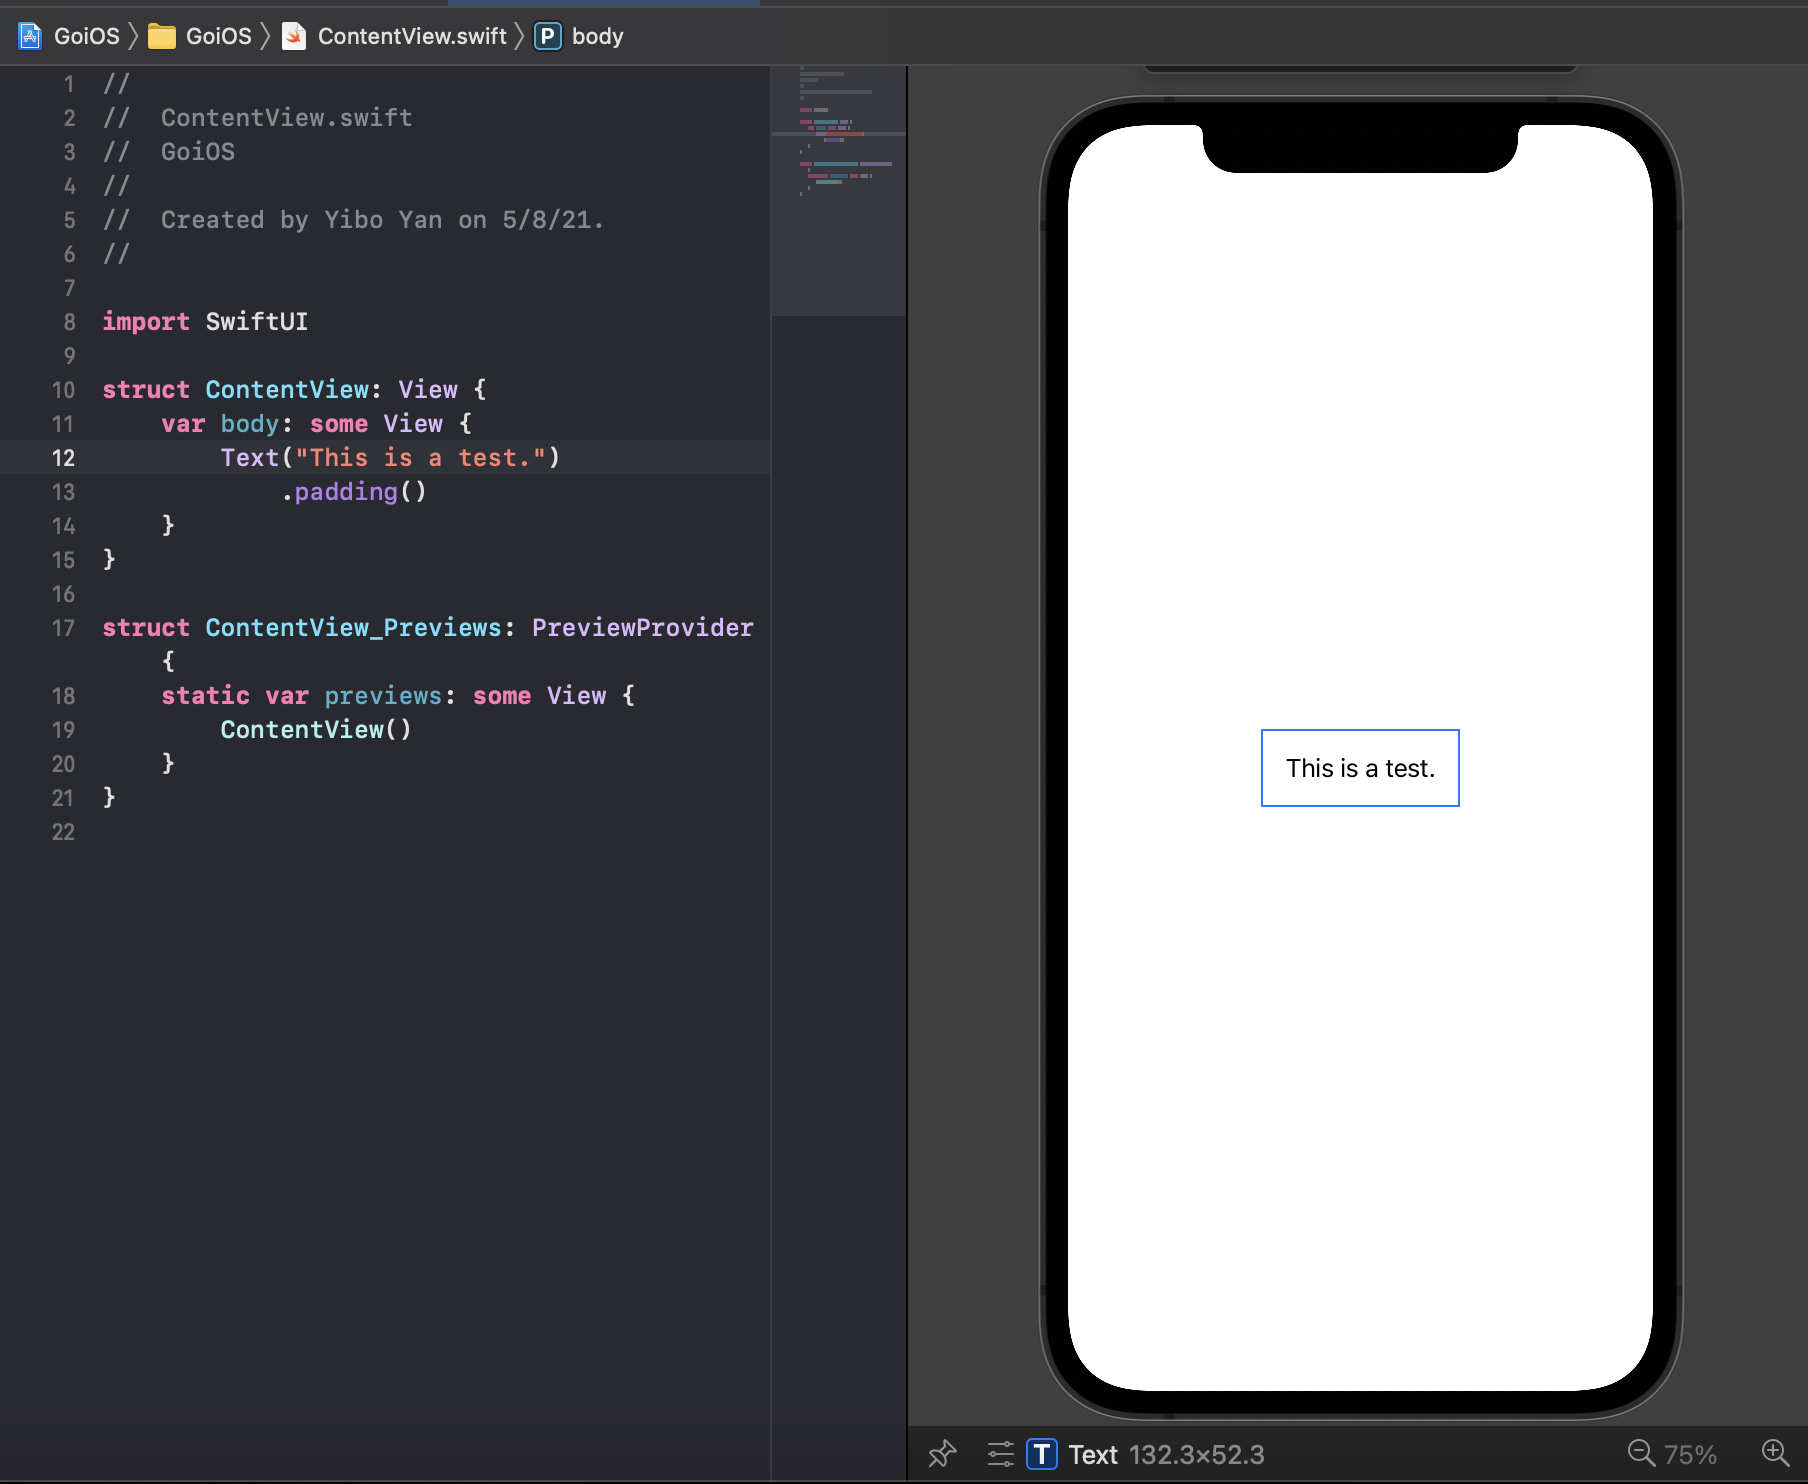 GoiOS GoiOS ContentView.swift P body
1 //
2 //  ContentView.swift
3 //  GoiOS
4 //
5 //  Created by Yibo Yan on 5/8/21.
6 //
7
8 import SwiftUI
9
10 struct ContentView: View {
11     var body: some View {
12         Text("This is a test.")
13             .padding()
14     }
15 }
16
17 struct ContentView_Previews: PreviewProvider
    {
18     static var previews: some View {
19         ContentView()
20     }
21 }
22
This is a test.
T Text 132.3×52.3 75%